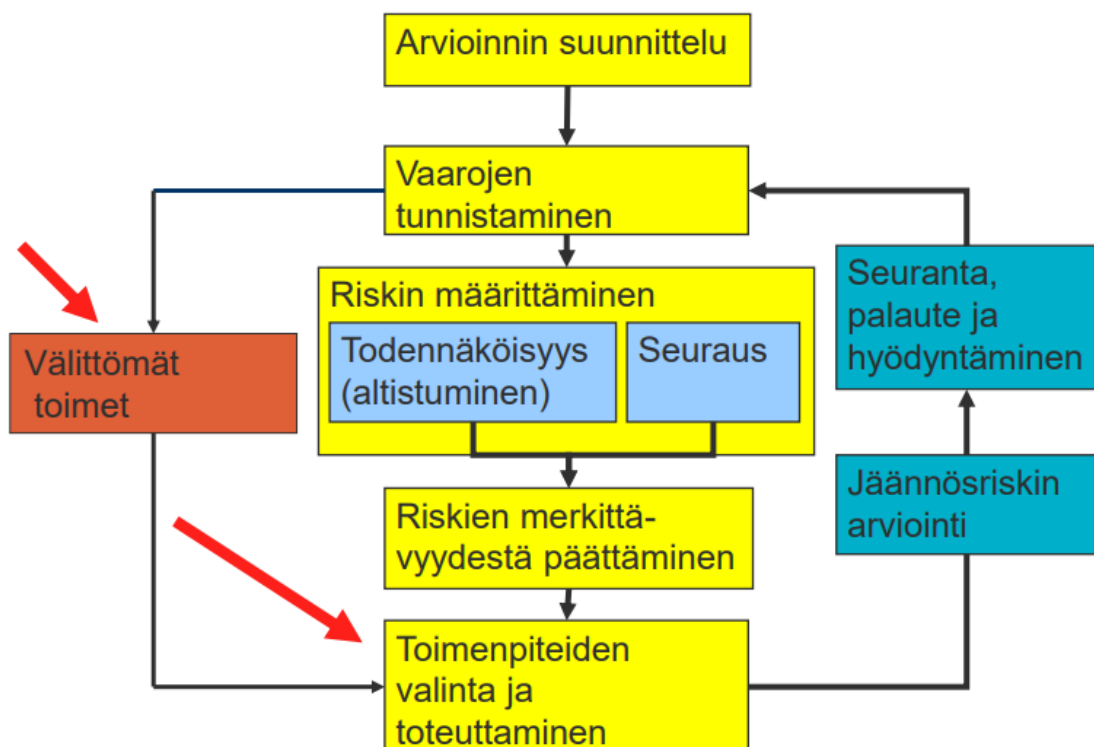 Arvioinnin suunnittelu
Vaarojen
tunnistaminen
Riskin määrittäminen
Todennäköisyys
(altistuminen)
Seuraus
Välittömät
toimet
Riskien merkittä-
vyydestä päättäminen
Toimenpiteiden
valinta ja
toteuttaminen
Jäännösriskin
arviointi
Seuranta,
palaute ja
hyödyntäminen